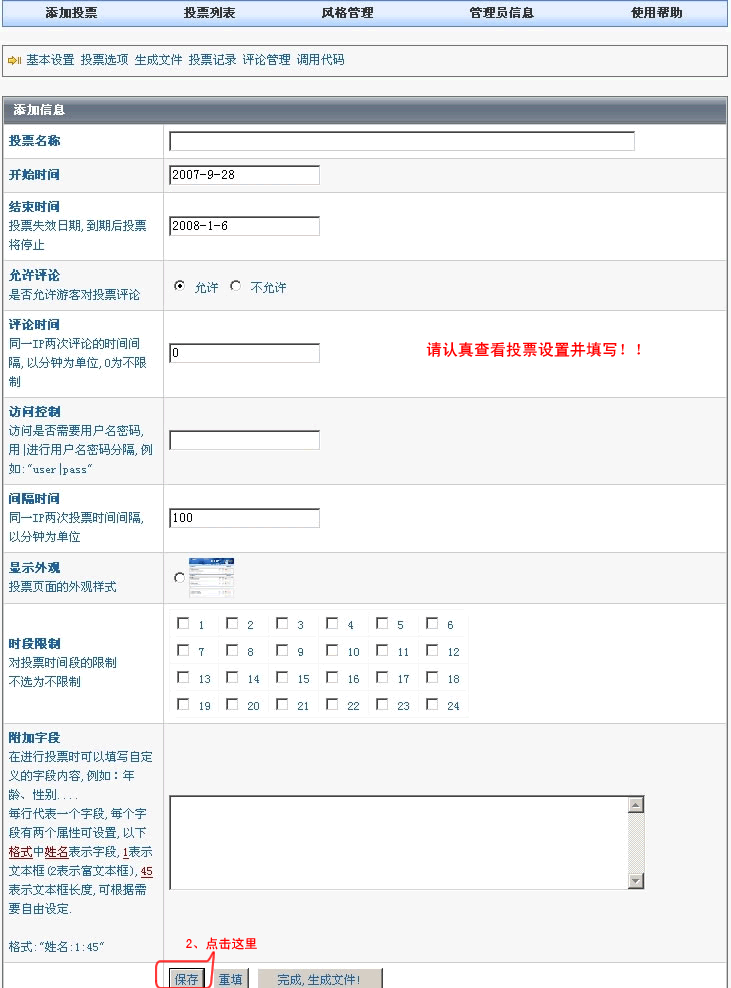 添加投票 投票列表 风格管理 管理员信息 使用帮助
基本设置 投票选项 生成文件 投票记录 评论管理 调用代码
添加信息
投票名称
开始时间 2007-9-28
结束时间
投票失效日期,到期后投票
将停止
2008-1-6
允许评论
是否允许游客对投票评论
允许 不允许
评论时间
同一IP两次评论的时间间
隔,以分钟为单位,0为不限
制
0
请认真查看投票设置并填写！！
访问控制
访问是否需要用户名密码,
用|进行用户名密码分隔,例
如:"user|pass"
间隔时间
同一IP两次投票时间间隔,
以分钟为单位
100
显示外观
投票页面的外观样式
时段限制
对投票时间段的限制
不选为不限制
1 2 3 4 5 6
7 8 9 10 11 12
13 14 15 16 17 18
19 20 21 22 23 24
附加字段
在进行投票时可以填写自定
义的字段内容,例如：年
龄、性别....
每行代表一个字段,每个字
段有两个属性可设置,以下
格式中姓名表示字段,1表示
文本框(2表示富文本框),45
表示文本框长度,可根据需
要自由设定.
格式:"姓名:1:45"
2、点击这里
保存 重填 完成,生成文件!